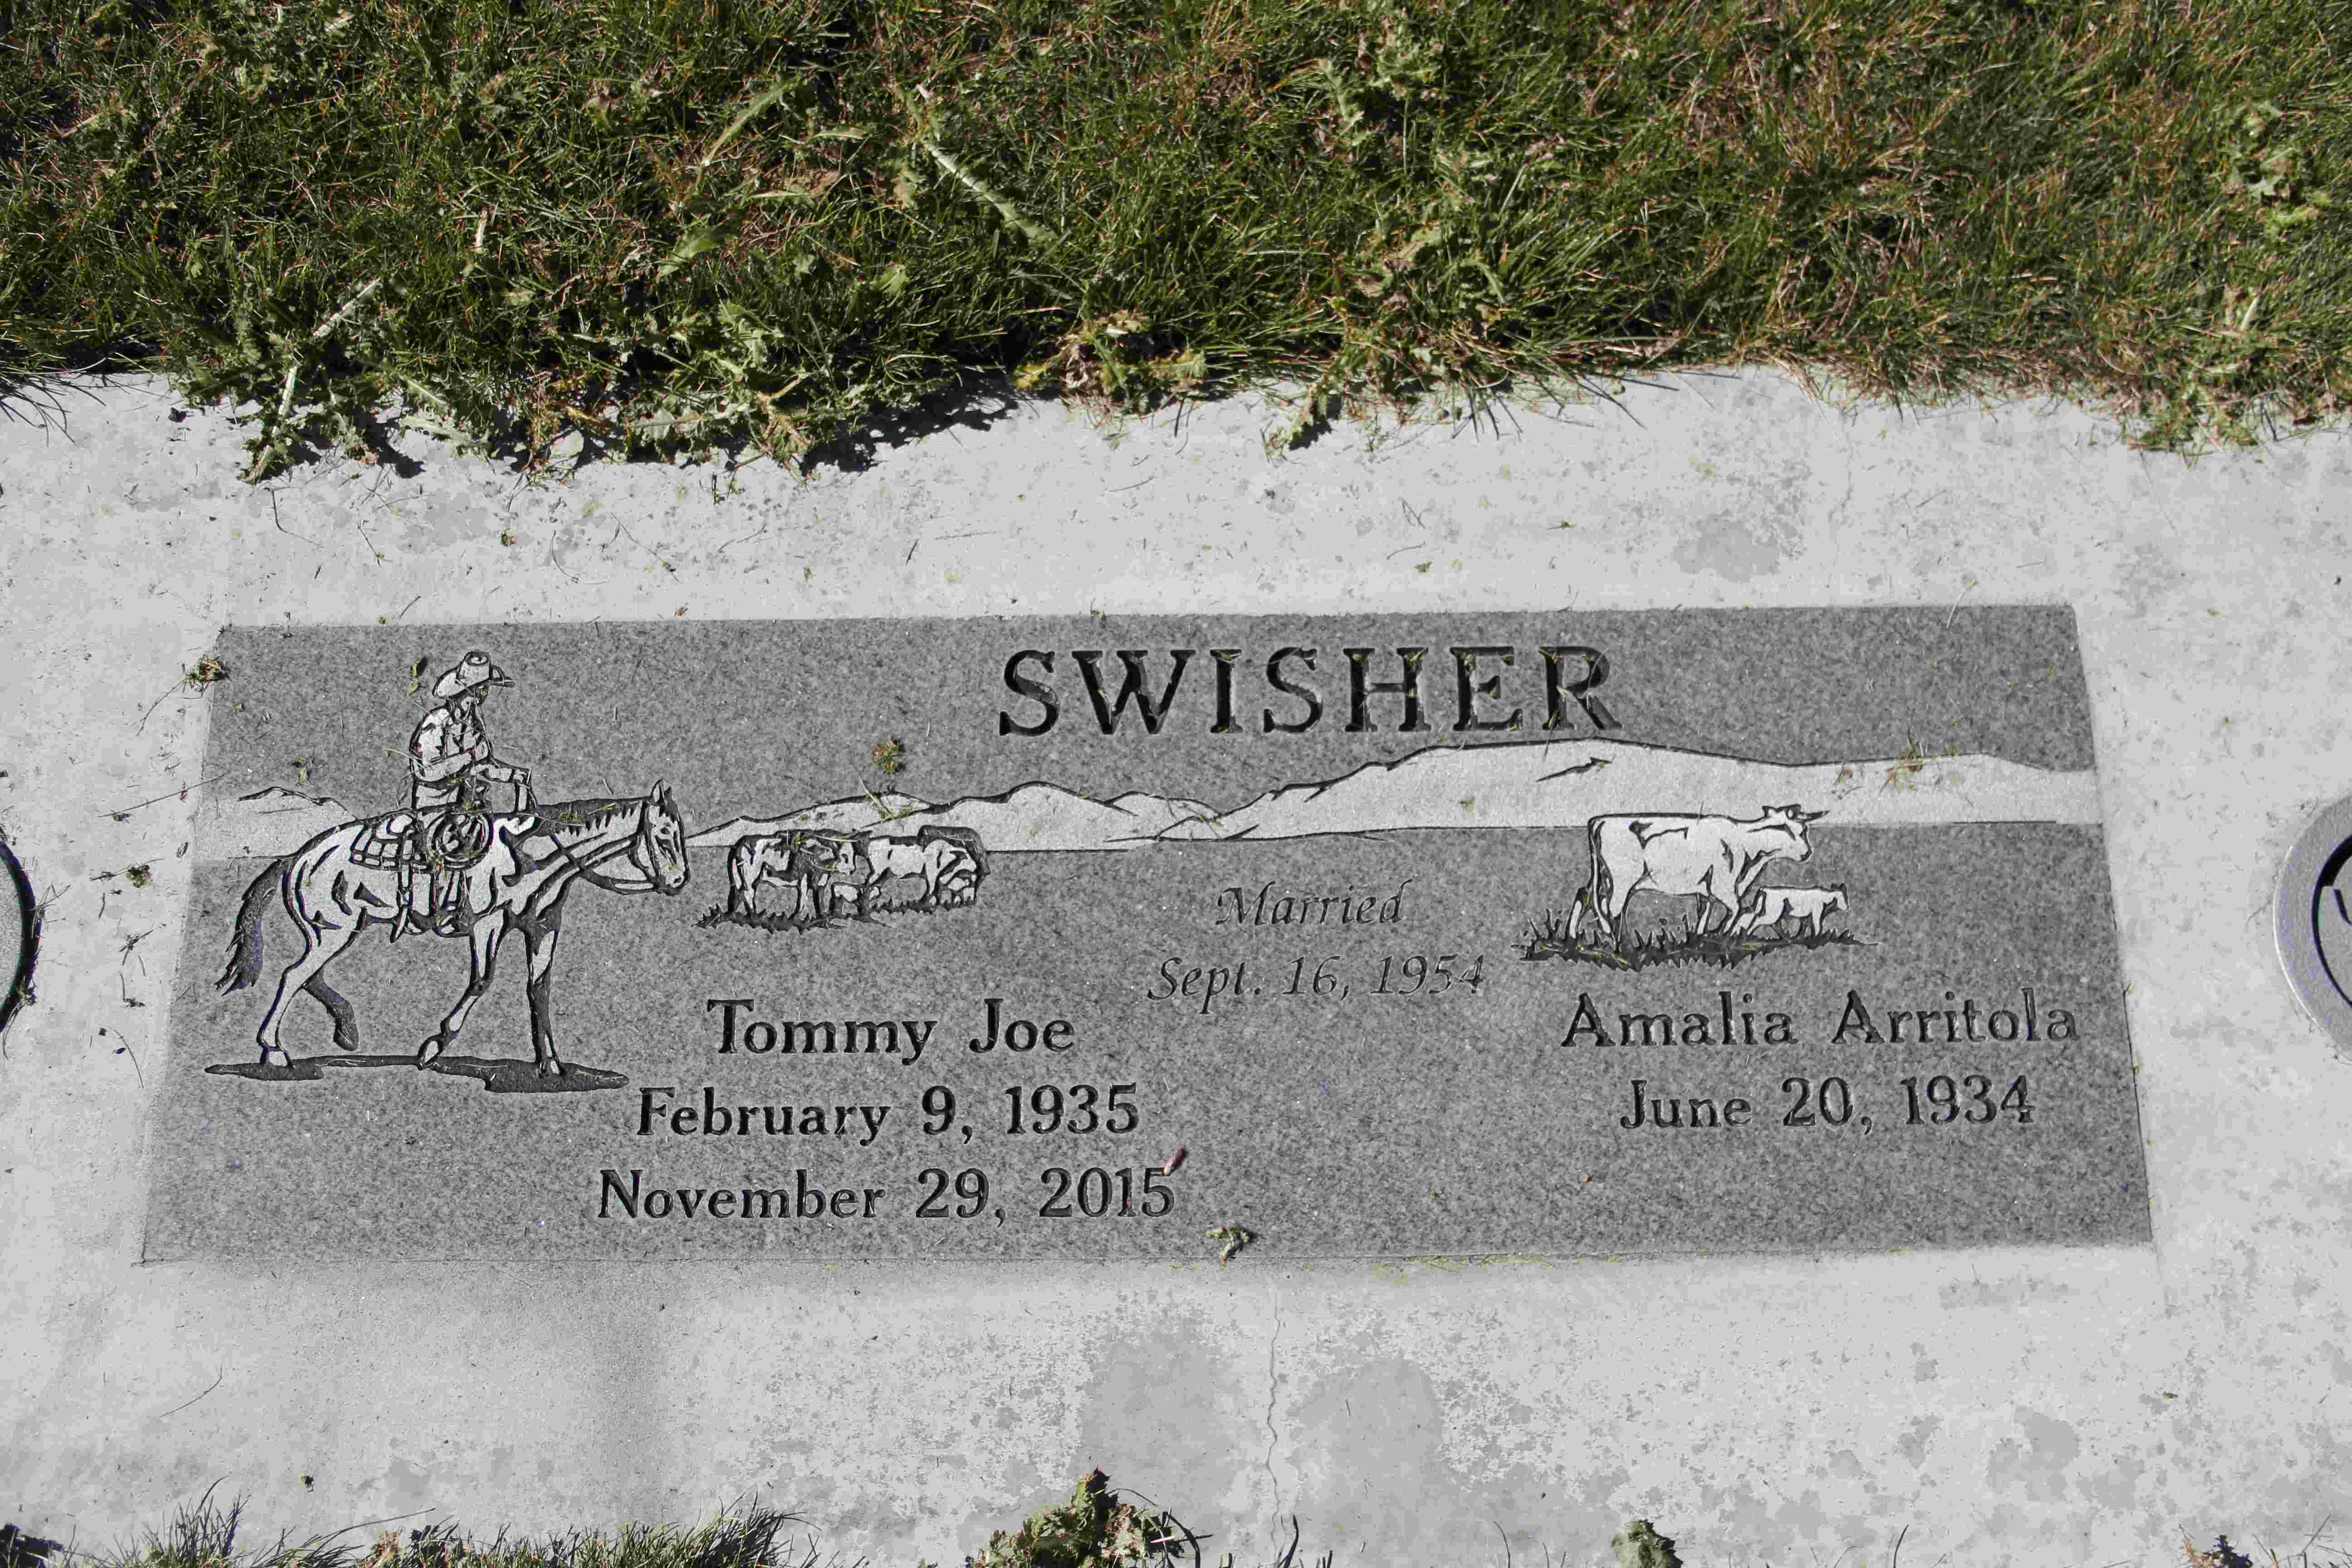 SWISHER
Married
Sept. 16, 1954
Tommy Joe
February 9, 1935
November 29, 2015
Amalia Arritola
June 20, 1934